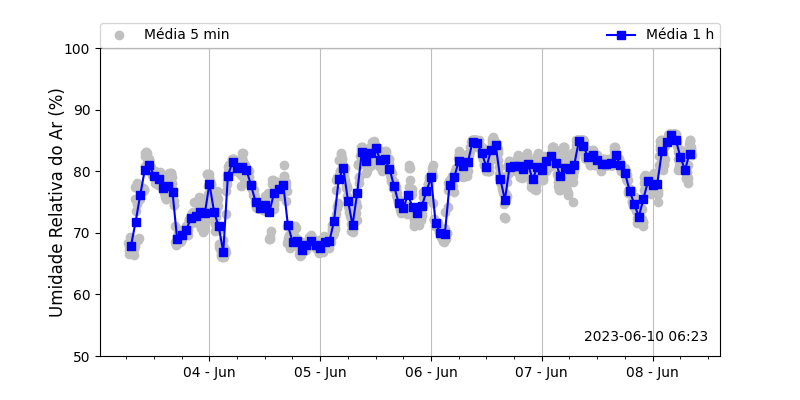 Média 5 min
Média 1 h
Umidade Relativa do Ar (%)
100
90
80
70
60
50
2023-06-10 06:23
04 - Jun
05 - Jun
06 - Jun
07 - Jun
08 - Jun